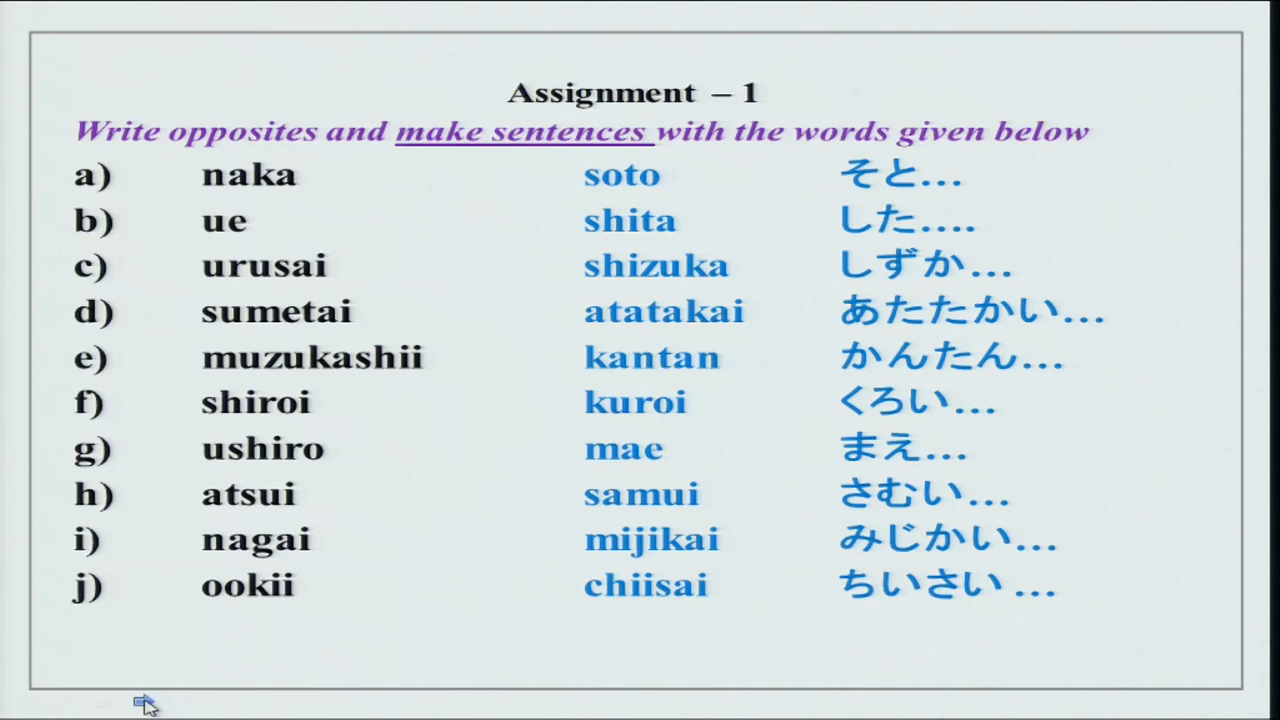 Assignment – 1
Write opposites and make sentences with the words given below
a) naka soto そと...
b) ue shita した....
c) urusai shizuka しずか...
d) sumetai atatakai あたたかい...
e) muzukashii kantan かんたん...
f) shiroi kuroi くろい...
g) ushiro mae まえ...
h) atsui samui さむい...
i) nagai mijikai みじかい...
j) ookii chiisai ちいさい ...